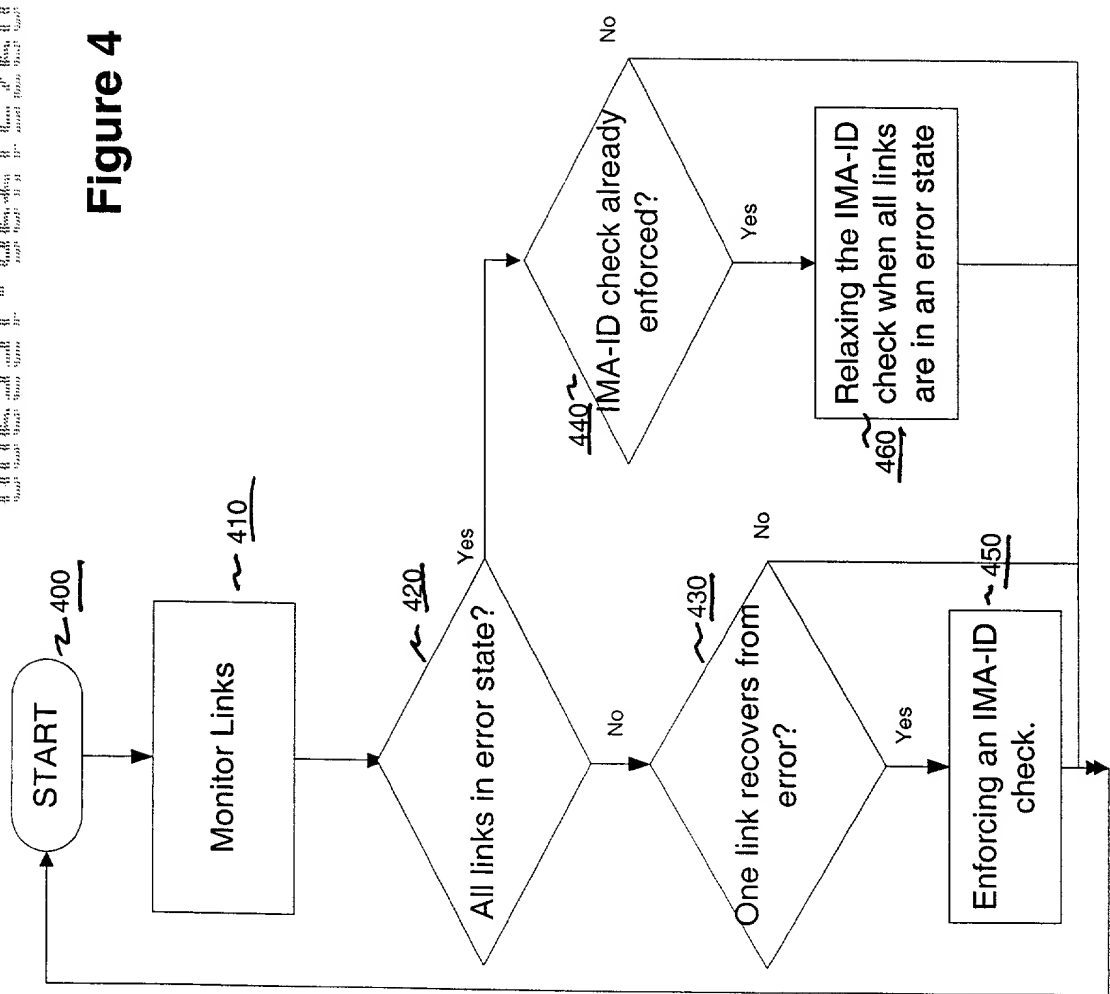 Figure 4
START
400
Monitor Links
410
All links in error state?
420
Yes
No
One link recovers from
error?
430
No
Yes
Enforcing an IMA-ID
check.
450
IMA-ID check already
enforced?
440
No
Yes
Relaxing the IMA-ID
check when all links
are in an error state
460